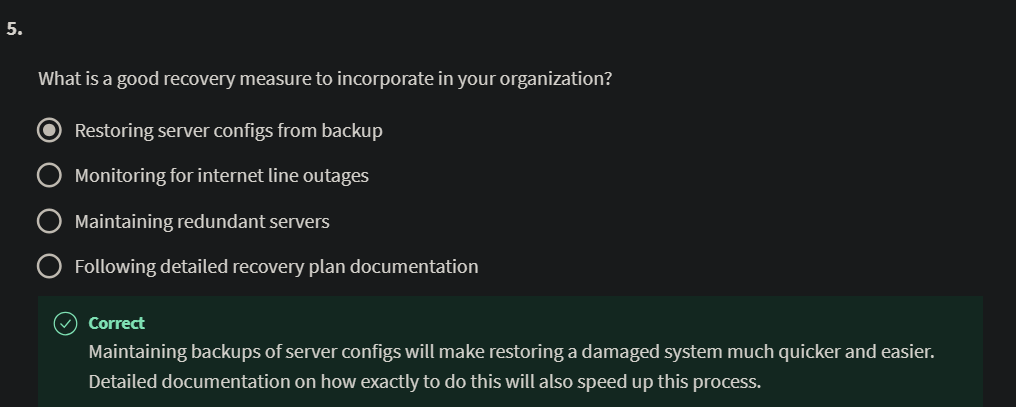 5.
What is a good recovery measure to incorporate in your organization?
Restoring server configs from backup
Monitoring for internet line outages
Maintaining redundant servers
Following detailed recovery plan documentation
Correct
Maintaining backups of server configs will make restoring a damaged system much quicker and easier.
Detailed documentation on how exactly to do this will also speed up this process.